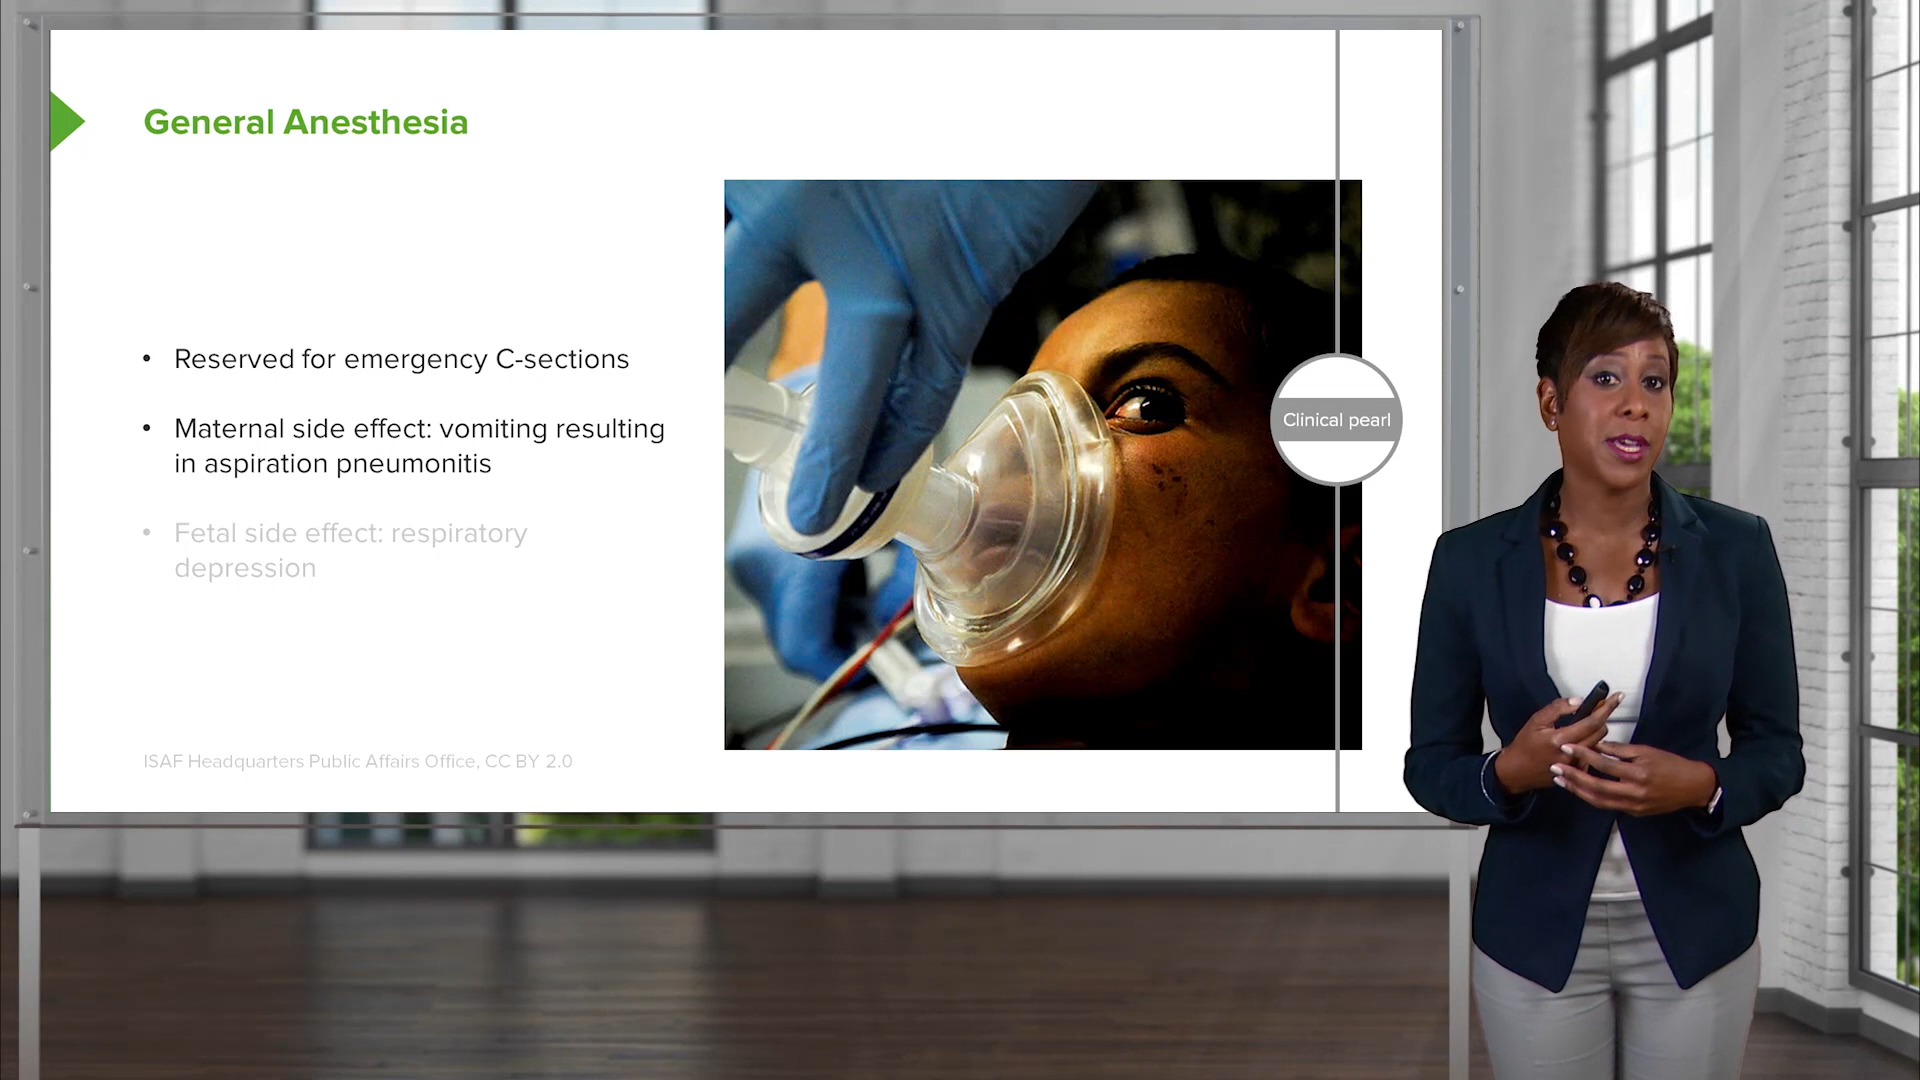 General Anesthesia
• Reserved for emergency C-sections
• Maternal side effect: vomiting resulting
in aspiration pneumonitis
• Fetal side effect: respiratory
depression
Clinical pearl
ISAF Headquarters Public Affairs Office, CC BY 2.0